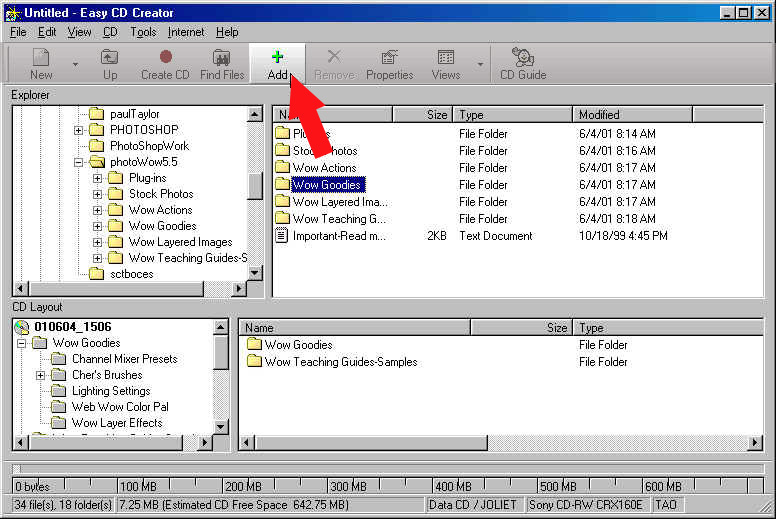 Untitled - Easy CD Creator
File Edit View CD Tools Internet Help
New Up Create CD Find Files Add Remove Properties Views CD Guide
Explorer
paulTaylor
PHOTOSHOP
PhotoShopWork
photoWow5.5
Plug-ins
Stock Photos
Wow Actions
Wow Goodies
Wow Layered Images
Wow Teaching Guides-S
sctboces
Size Type Modified
File Folder 6/4/01 8:14 AM
Stock Photos File Folder 6/4/01 8:16 AM
Wow Actions File Folder 6/4/01 8:17 AM
Wow Goodies File Folder 6/4/01 8:17 AM
Wow Layered Ima... File Folder 6/4/01 8:17 AM
Wow Teaching G... File Folder 6/4/01 8:18 AM
Important-Read m... 2KB Text Document 10/18/99 4:45 PM
CD Layout
010604_1506
Wow Goodies
Channel Mixer Presets
Cher's Brushes
Lighting Settings
Web Wow Color Pal
Wow Layer Effects
Name Size Type
Wow Goodies File Folder
Wow Teaching Guides-Samples File Folder
0 bytes 100 MB 200 MB 300 MB 400 MB 500 MB 600 MB
34 file(s), 18 folder(s) 7.25 MB (Estimated CD Free Space 642.75 MB) Data CD / JOLIET Sony CD-RW CRX160E TAO